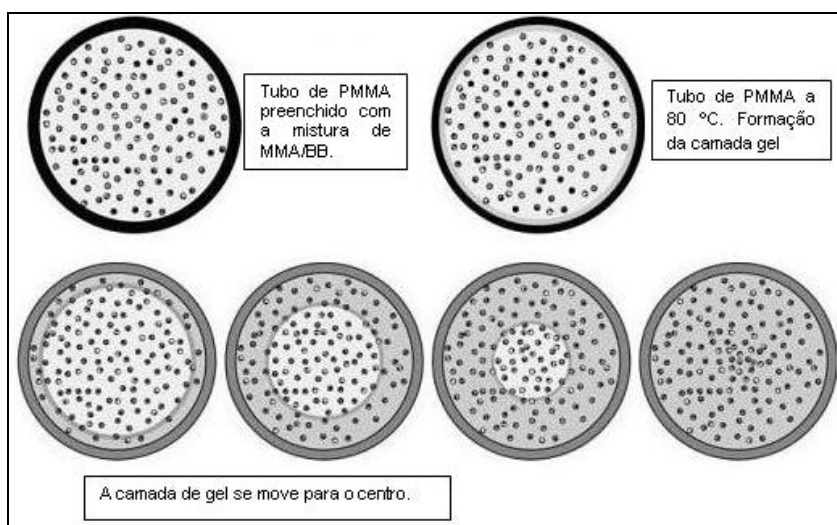 Tubo de PMMA
preenchido com
a mistura de
MMA/BB.
Tubo de PMMA a
80 °C. Formação
da camada gel
A camada de gel se move para o centro.